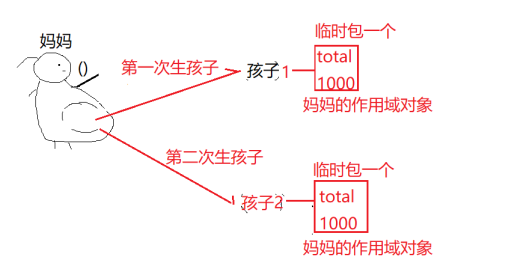 妈妈
()
第一次生孩子
孩子1
临时包一个
total
1000
妈妈的作用域对象
第二次生孩子
孩子2
临时包一个
total
1000
妈妈的作用域对象